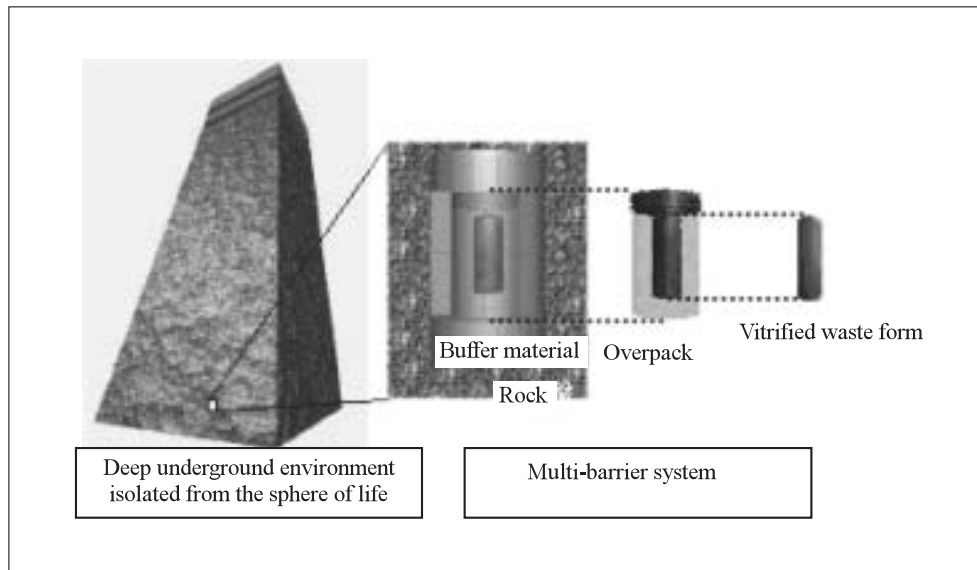 Vitrified waste form
Buffer material
Overpack
Rock
Deep underground environment
isolated from the sphere of life
Multi-barrier system